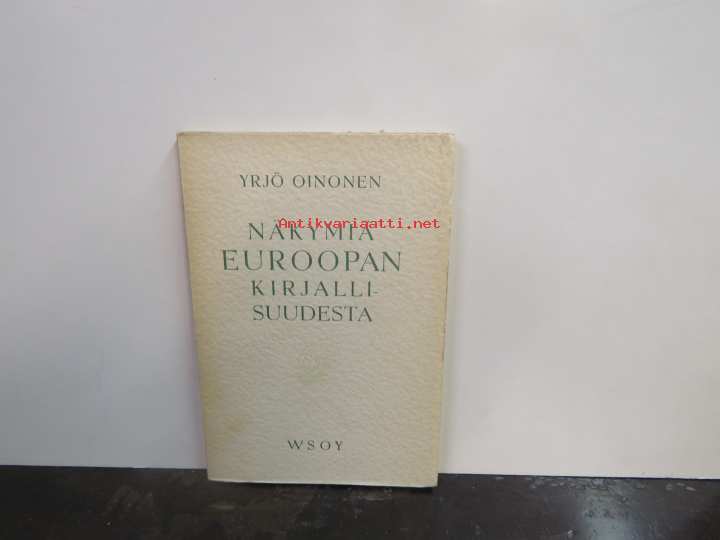 YRJÖ OINONEN
Antikvariaatti.net
NÄKYMIÄ
EUROOPAN
KIRJALLI-
SUUDESTA
WSOY